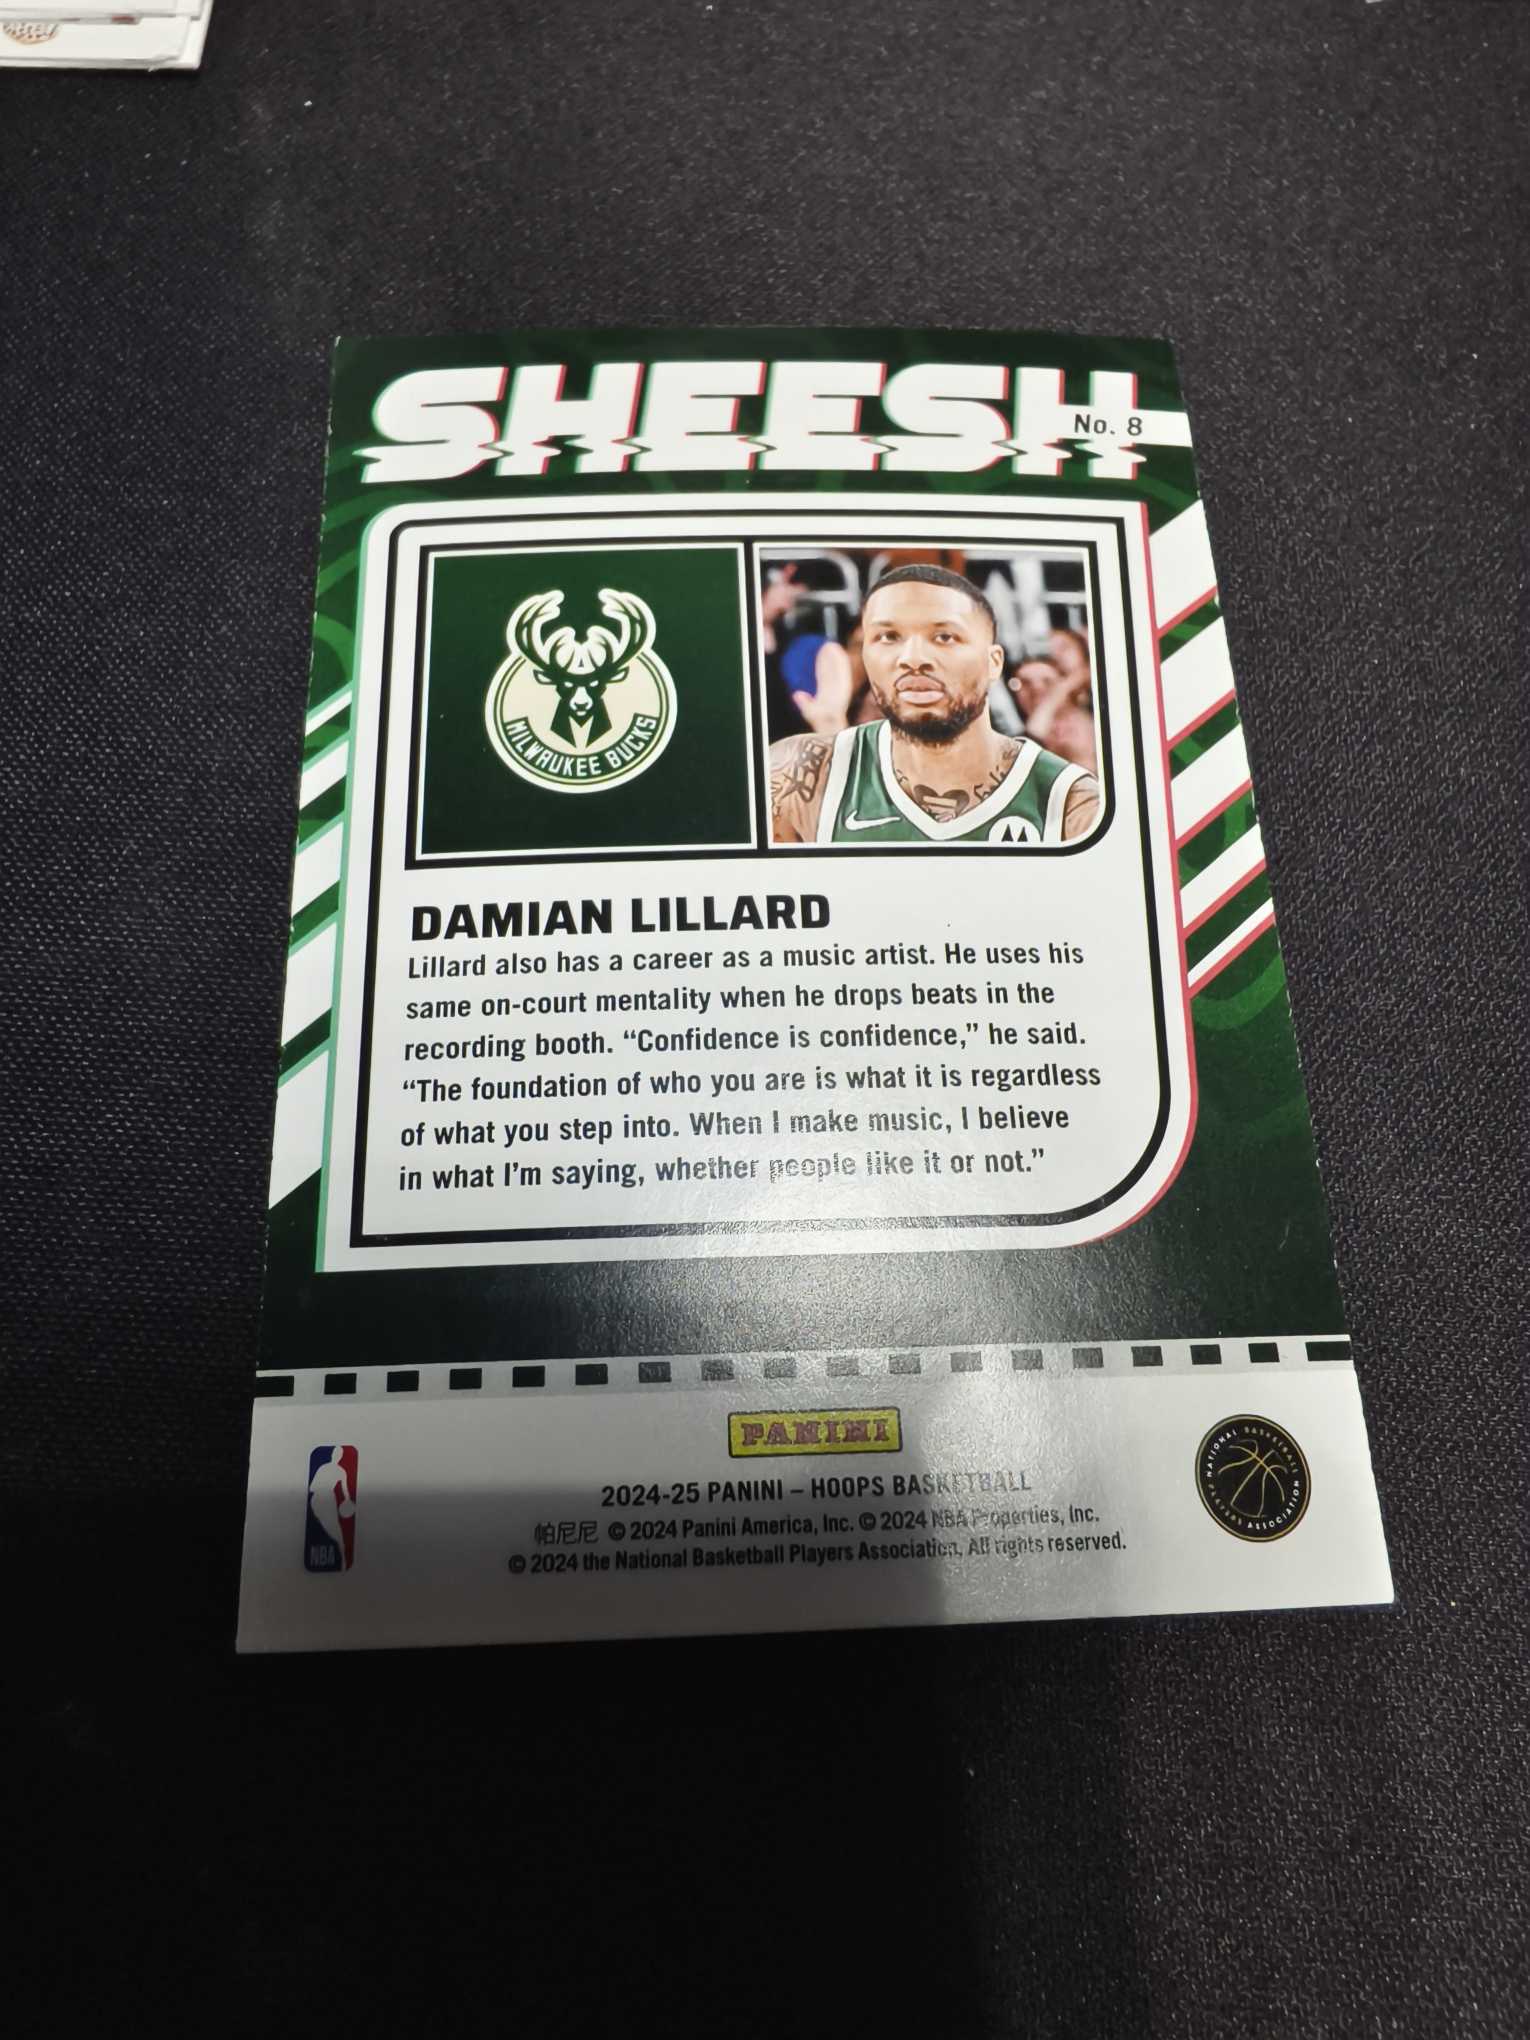 SHEESH
No. 8
MILWAUKEE BUCKS
DAMIAN LILLARD
Lillard also has a career as a music artist. He uses his
same on-court mentality when he drops beats in the
recording booth. “Confidence is confidence,” he said.
“The foundation of who you are is what it is regardless
of what you step into. When I make music, I believe
in what I’m saying, whether people like it or not.”
PANINI
2024-25 PANINI – HOOPS BASKETBALL
帕尼尼 © 2024 Panini America, Inc. © 2024 NBA Properties, Inc.
© 2024 the National Basketball Players Association, All rights reserved.
NBA
NATIONAL BASKETBALL PLAYERS ASSOCIATION